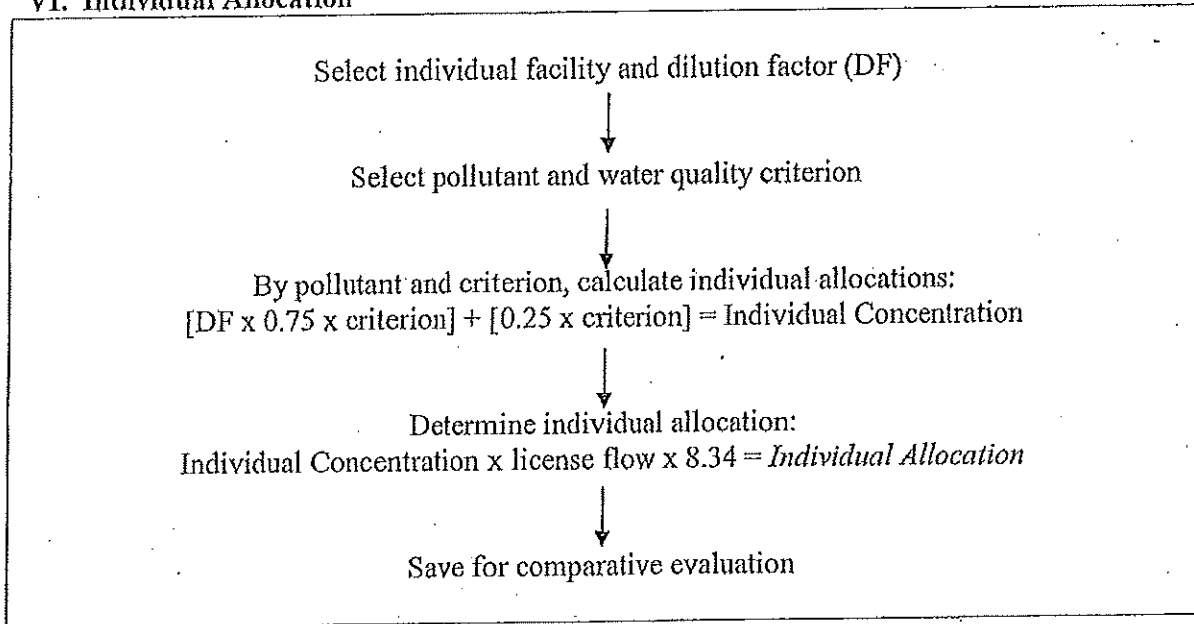 VI. Individual Allocation
Select individual facility and dilution factor (DF)
Select pollutant and water quality criterion
By pollutant and criterion, calculate individual allocations:
[DF x 0.75 x criterion] + [0.25 x criterion] = Individual Concentration
Determine individual allocation:
Individual Concentration x license flow x 8.34 = Individual Allocation
Save for comparative evaluation